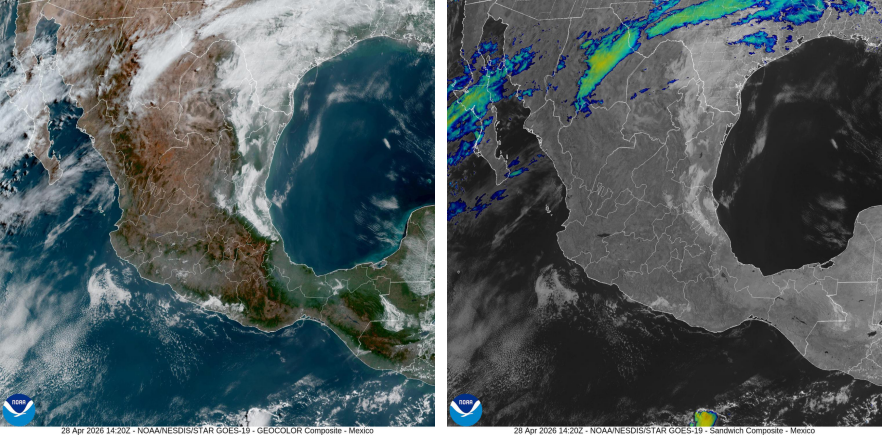 NOAA
28 Apr 2026 14:20Z - NOAA/NESDIS/STAR GOES-19 - GEOCOLOR Composite - Mexico
NOAA
28 Apr 2026 14:20Z - NOAA/NESDIS/STAR GOES-19 - Sandwich Composite - Mexico